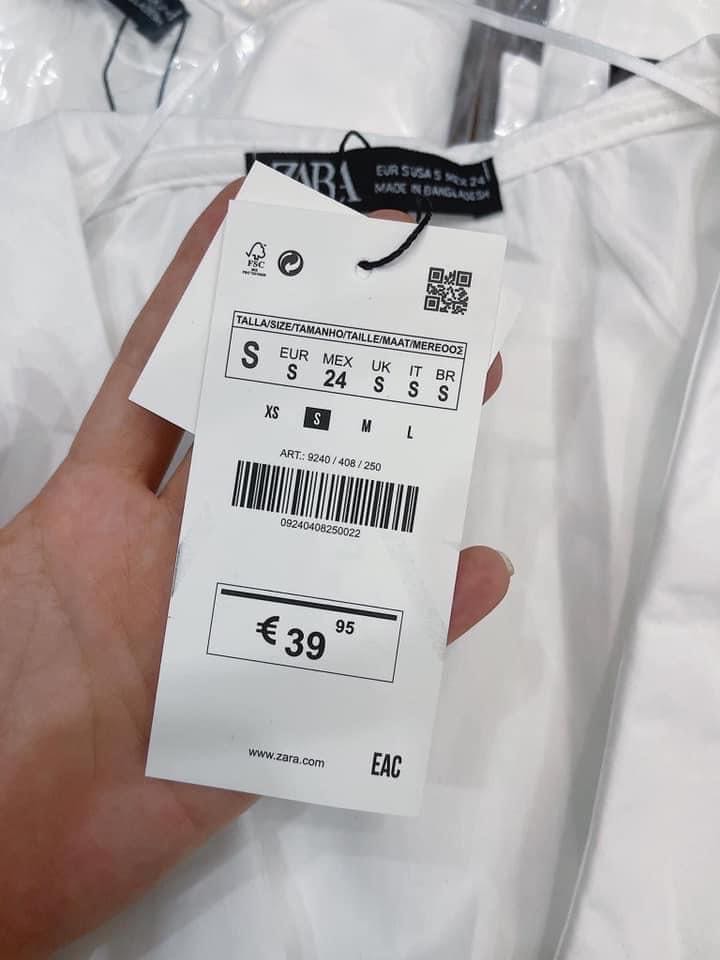 ZARA
EUR S USA S MEX 24
MADE IN BANGLADESH
FSC
TALLA/SIZE/TAMANHO/TAILLE/MAAT/ΜΕΓΕΘΟΣ
S
EUR MEX UK IT BR
S 24 S S S
XS S M L
ART.: 9240 / 408 / 250
09240408250022
€ 39 95
www.zara.com
EAC